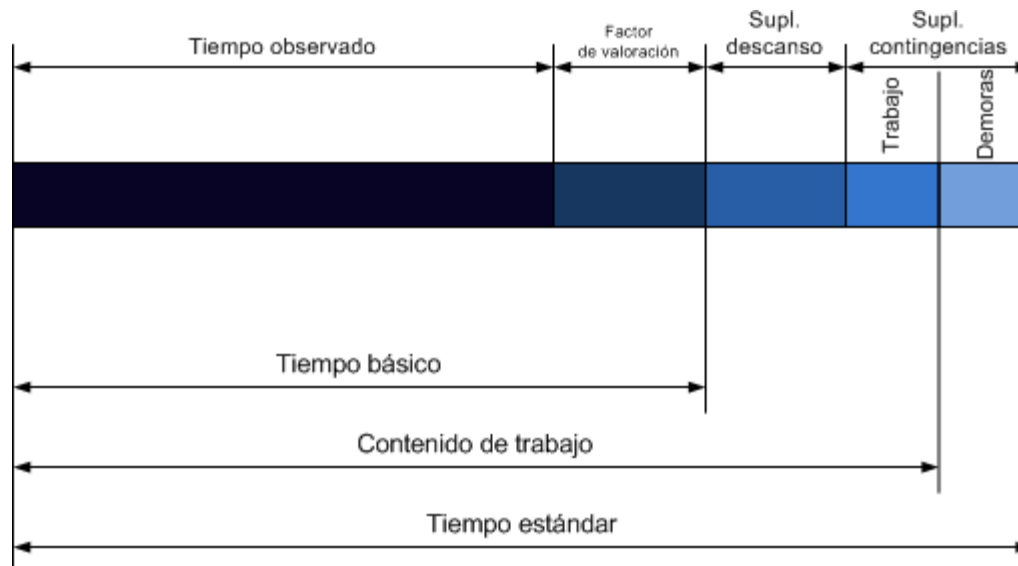 Tiempo observado
Factor
de valoración
Supl.
descanso
Supl.
contingencias
Trabajo
Demoras
Tiempo básico
Contenido de trabajo
Tiempo estándar